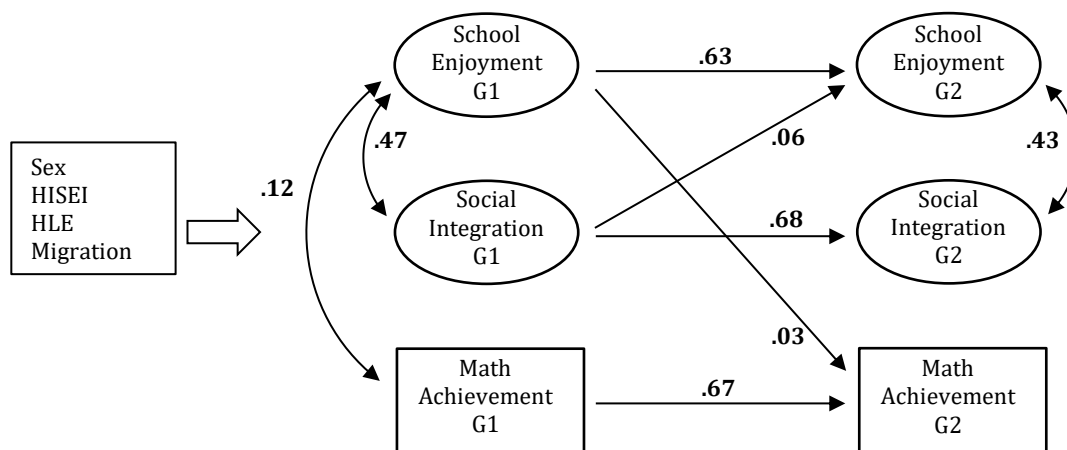 Sex
HISEI
HLE
Migration
.12
.47
School
Enjoyment
G1
Social
Integration
G1
Math
Achievement
G1
.63
.06
.68
.03
.67
School
Enjoyment
G2
Social
Integration
G2
Math
Achievement
G2
.43